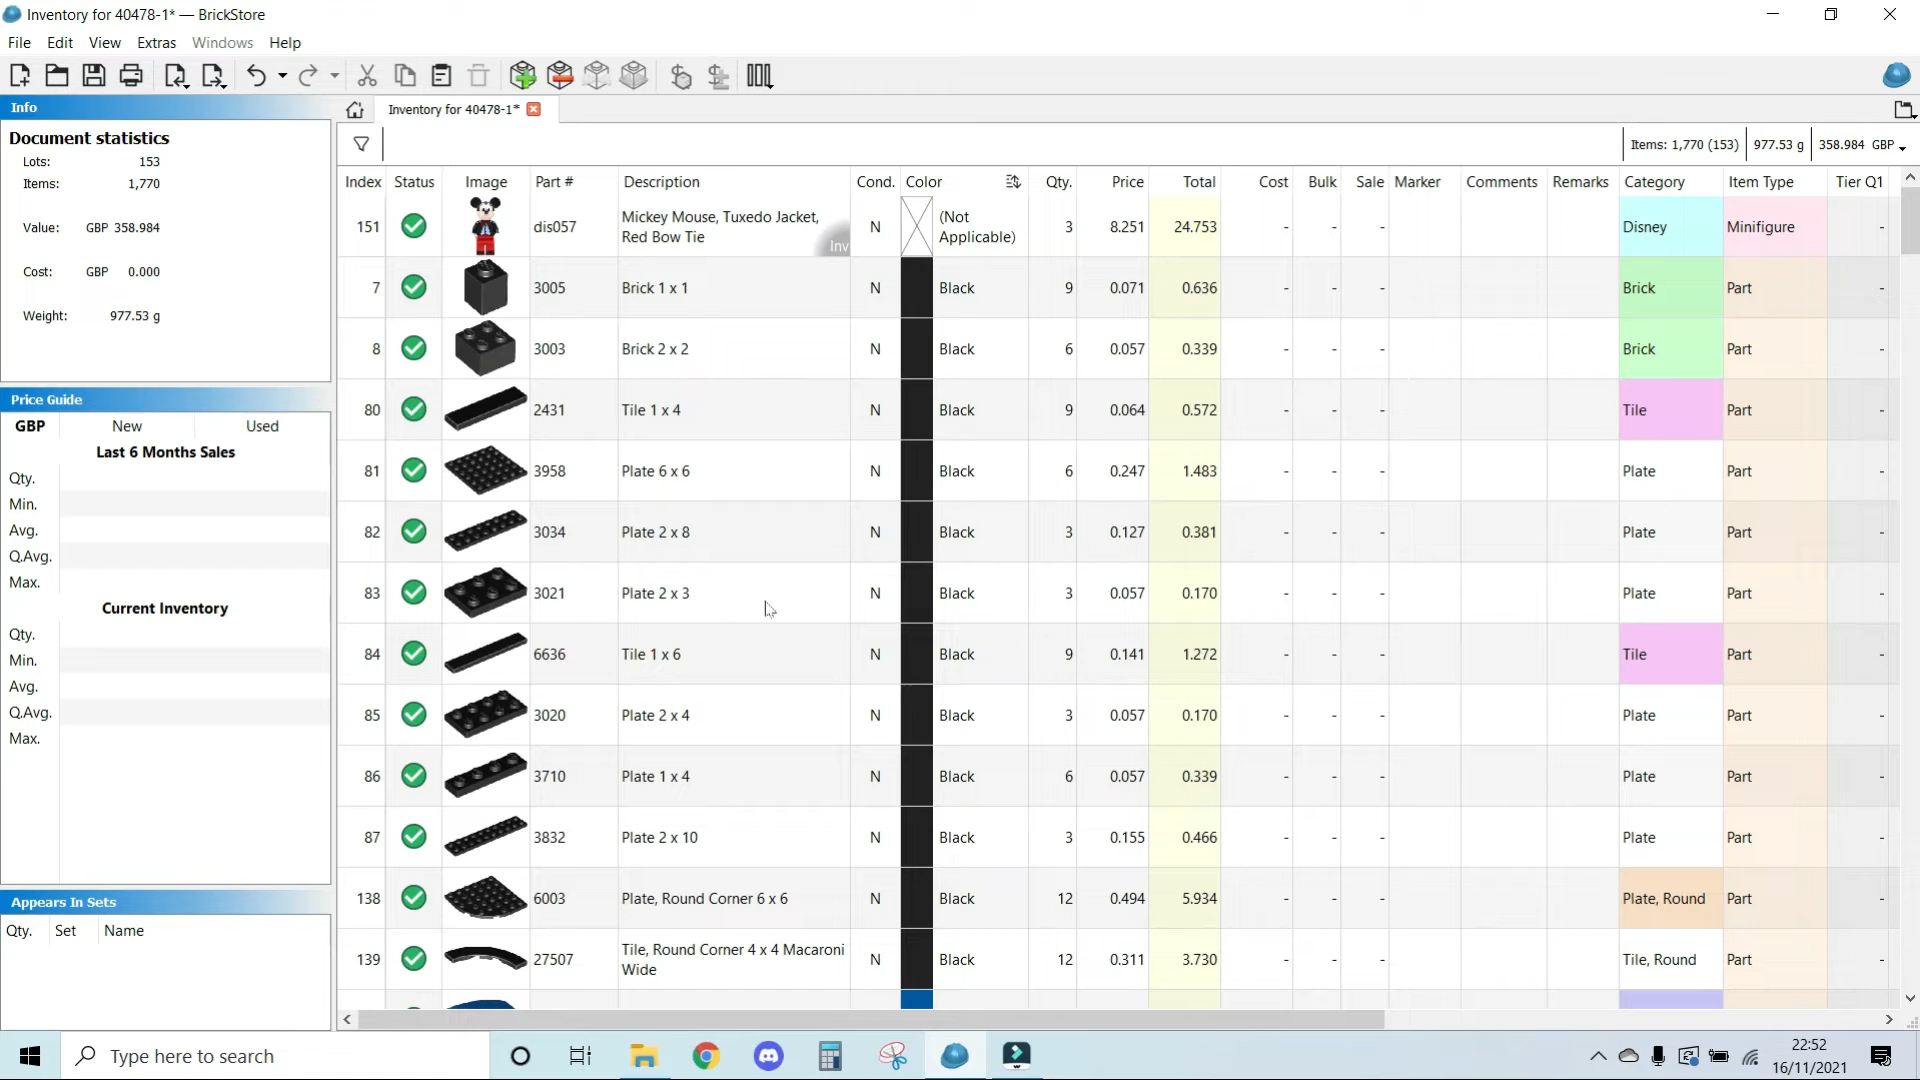 Inventory for 40478-1* — BrickStore
File Edit View Extras Windows Help
Info
Document statistics
Lots: 153
Items: 1,770
Value: GBP 358.984
Cost: GBP 0.000
Weight: 977.53 g
Price Guide
GBP New Used
Last 6 Months Sales
Qty.
Min.
Avg.
Q.Avg.
Max.
Current Inventory
Qty.
Min.
Avg.
Q.Avg.
Max.
Appears In Sets
Qty. Set Name
Inventory for 40478-1*
Items: 1,770 (153) 977.53 g 358.984 GBP
Index Status Image Part # Description Cond. Color Qty. Price Total Cost Bulk Sale Marker Comments Remarks Category Item Type Tier Q1
151 dis057 Mickey Mouse, Tuxedo Jacket, Red Bow Tie Inv N (Not Applicable) 3 8.251 24.753 - - - Disney Minifigure -
7 3005 Brick 1 x 1 N Black 9 0.071 0.636 - - - Brick Part -
8 3003 Brick 2 x 2 N Black 6 0.057 0.339 - - - Brick Part -
80 2431 Tile 1 x 4 N Black 9 0.064 0.572 - - - Tile Part -
81 3958 Plate 6 x 6 N Black 6 0.247 1.483 - - - Plate Part -
82 3034 Plate 2 x 8 N Black 3 0.127 0.381 - - - Plate Part -
83 3021 Plate 2 x 3 N Black 3 0.057 0.170 - - - Plate Part -
84 6636 Tile 1 x 6 N Black 9 0.141 1.272 - - - Tile Part -
85 3020 Plate 2 x 4 N Black 3 0.057 0.170 - - - Plate Part -
86 3710 Plate 1 x 4 N Black 6 0.057 0.339 - - - Plate Part -
87 3832 Plate 2 x 10 N Black 3 0.155 0.466 - - - Plate Part -
138 6003 Plate, Round Corner 6 x 6 N Black 12 0.494 5.934 - - - Plate, Round Part -
139 27507 Tile, Round Corner 4 x 4 Macaroni Wide N Black 12 0.311 3.730 - - - Tile, Round Part -
Type here to search
22:52
16/11/2021